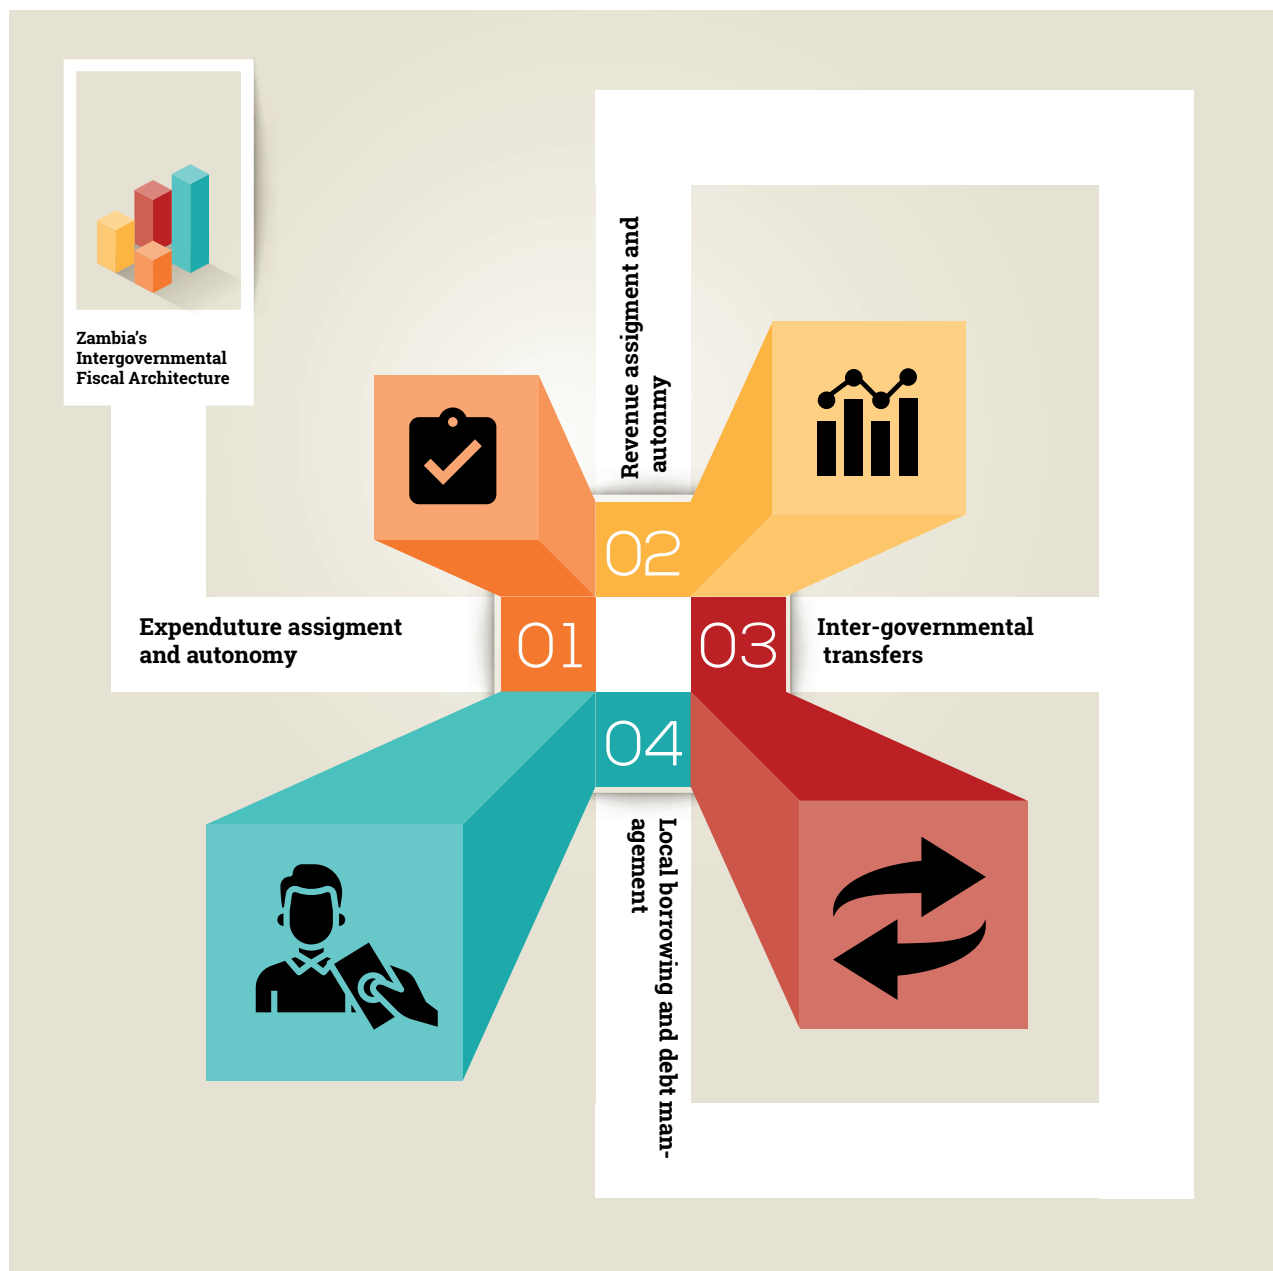 Zambia's
Intergovernmental
Fiscal Architecture
Revenue assigment and
autonmy
02
Expenduture assigment
and autonomy
01
03
Inter-governmental
transfers
04
Local borrowing and debt man-
agement